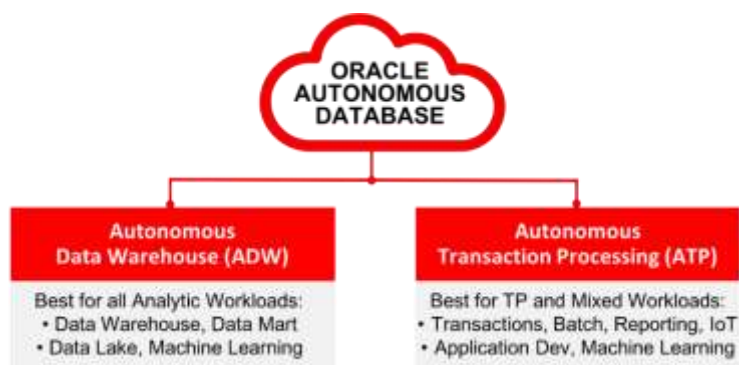 ORACLE
AUTONOMOUS
DATABASE
Autonomous
Data Warehouse (ADW)
Best for all Analytic Workloads:
• Data Warehouse, Data Mart
• Data Lake, Machine Learning
Autonomous
Transaction Processing (ATP)
Best for TP and Mixed Workloads:
• Transactions, Batch, Reporting, IoT
• Application Dev, Machine Learning